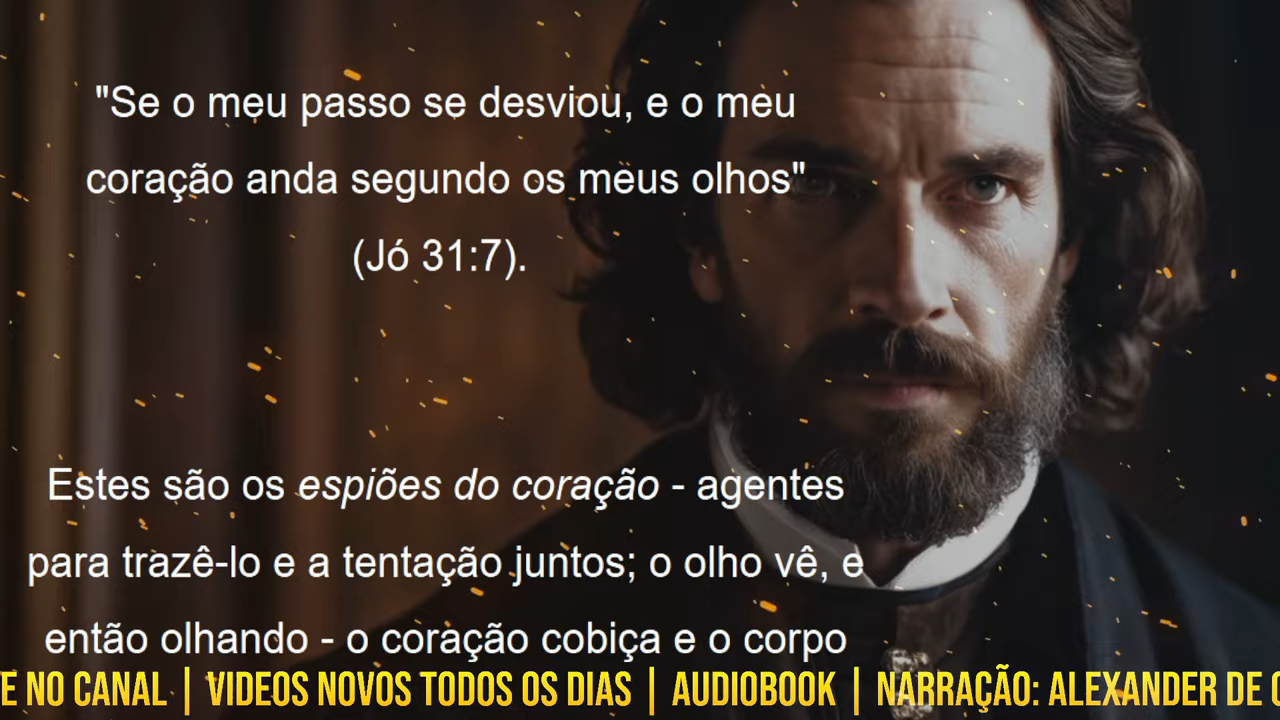 "Se o meu passo se desviou, e o meu
coração anda segundo os meus olhos"
(Jó 31:7).
Estes são os espiões do coração - agentes
para trazê-lo e a tentação juntos; o olho vê, e
então olhando - o coração cobiça e o corpo
E NO CANAL | VIDEOS NOVOS TODOS OS DIAS | AUDIOBOOK | NARRAÇÃO: ALEXANDER DE